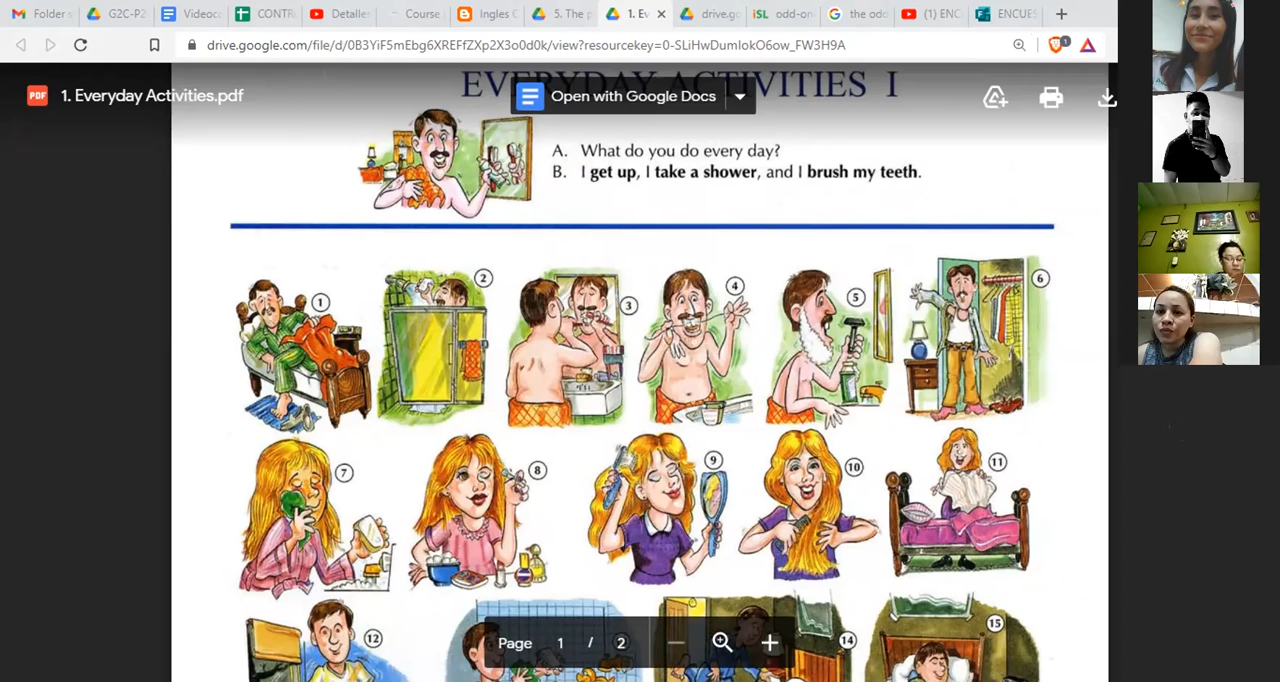 Folder s
G2C-P2
Videoc
CONTR
Detalles
Course
Ingles C
5. The p
1. Ev
drive.go
odd-on
the odd
(1) ENC
ENCUES
drive.google.com/file/d/0B3YiF5mEbg6XREFfZXp2X3o0d0k/view?resourcekey=0-SLiHwDumIokO6ow_FW3H9A
EVERYDAY ACTIVITIES I
PDF 1. Everyday Activities.pdf
Open with Google Docs
A. What do you do every day?
B. I get up, I take a shower, and I brush my teeth.
1
2
3
4
5
6
7
8
9
10
11
12
14
15
Page 1 / 2